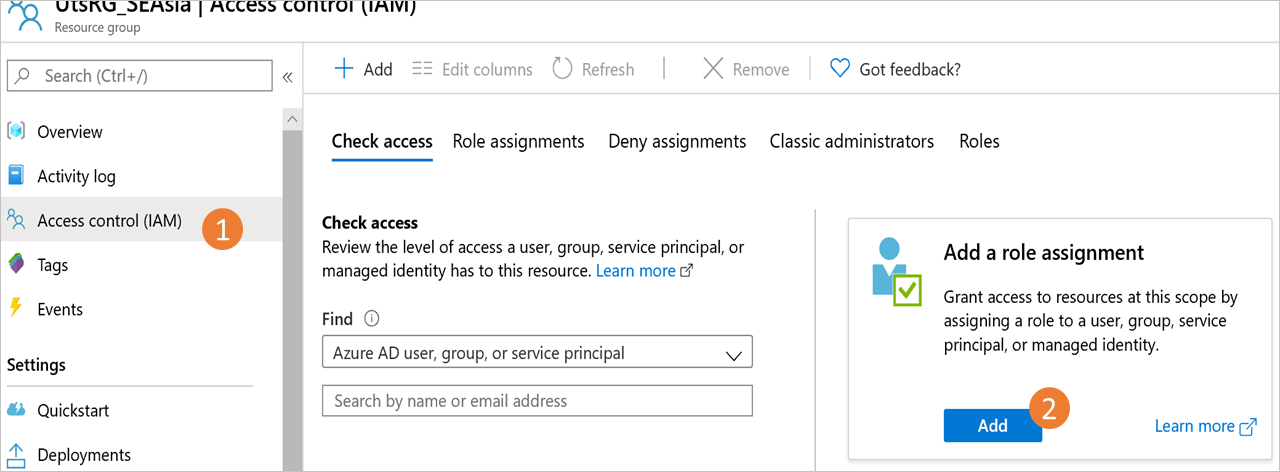 UtsRG_SEAsia | Access control (IAM)
Resource group
Search (Ctrl+/)
«
Overview
Activity log
Access control (IAM)
1
Tags
Events
Settings
Quickstart
Deployments
Add
Edit columns
Refresh
Remove
Got feedback?
Check access
Role assignments
Deny assignments
Classic administrators
Roles
Check access
Review the level of access a user, group, service principal, or
managed identity has to this resource. Learn more
Find
Azure AD user, group, or service principal
Search by name or email address
Add a role assignment
Grant access to resources at this scope by
assigning a role to a user, group, service
principal, or managed identity.
Add
2
Learn more